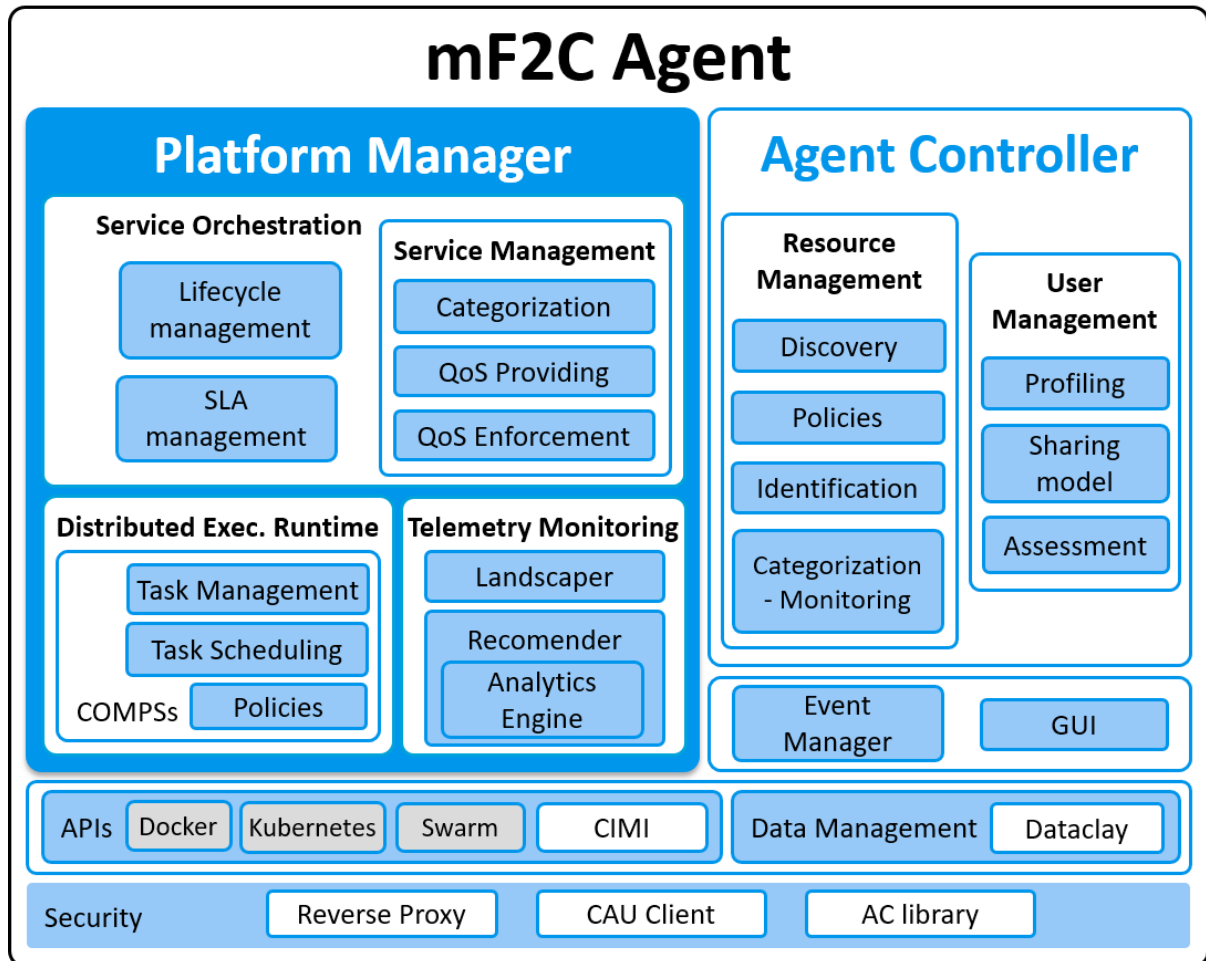 mF2C Agent
Platform Manager
Service Orchestration
Lifecycle
management
SLA
management
Service Management
Categorization
QoS Providing
QoS Enforcement
Distributed Exec. Runtime
Task Management
Task Scheduling
COMPSs
Policies
Telemetry Monitoring
Landscaper
Recomender
Analytics
Engine
Agent Controller
Resource
Management
Discovery
Policies
Identification
Categorization
- Monitoring
User
Management
Profiling
Sharing
model
Assessment
Event
Manager
GUI
APIs
Docker
Kubernetes
Swarm
CIMI
Data Management
Dataclay
Security
Reverse Proxy
CAU Client
AC library